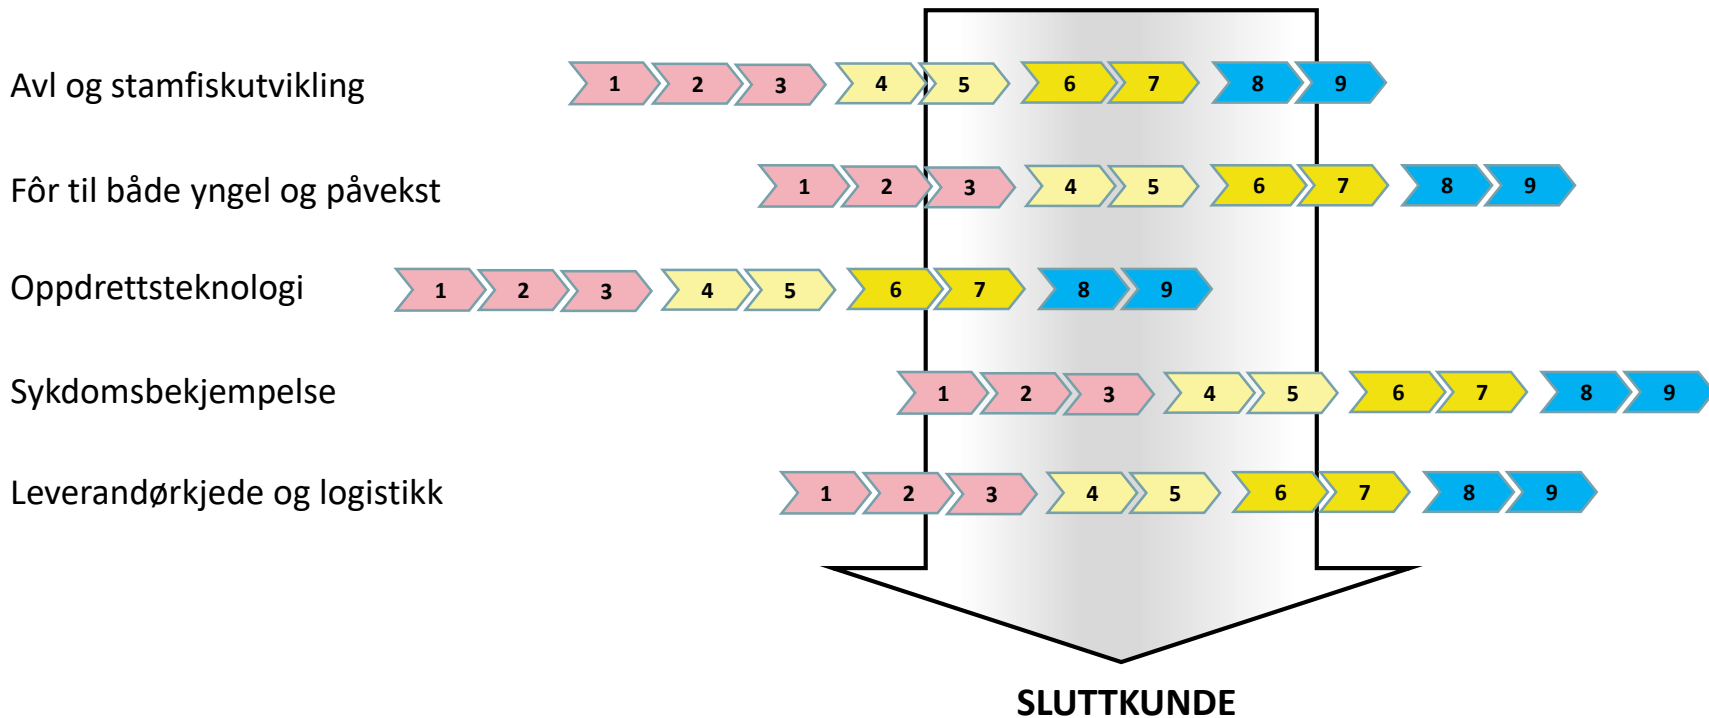 Avl og stamfiskutvikling 1 2 3 4 5 6 7 8 9
Fôr til både yngel og påvekst 1 2 3 4 5 6 7 8 9
Oppdrettsteknologi 1 2 3 4 5 6 7 8 9
Sykdomsbekjempelse 1 2 3 4 5 6 7 8 9
Leverandørkjede og logistikk 1 2 3 4 5 6 7 8 9
SLUTTKUNDE